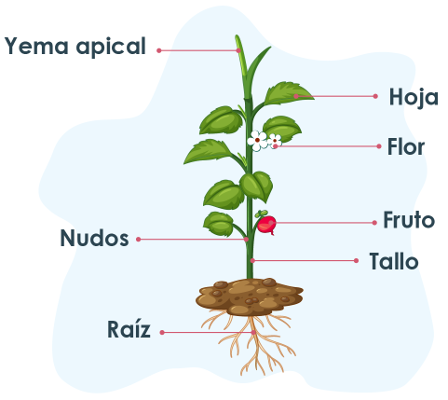 Yema apical
Hoja
Flor
Fruto
Nudos
Tallo
Raíz